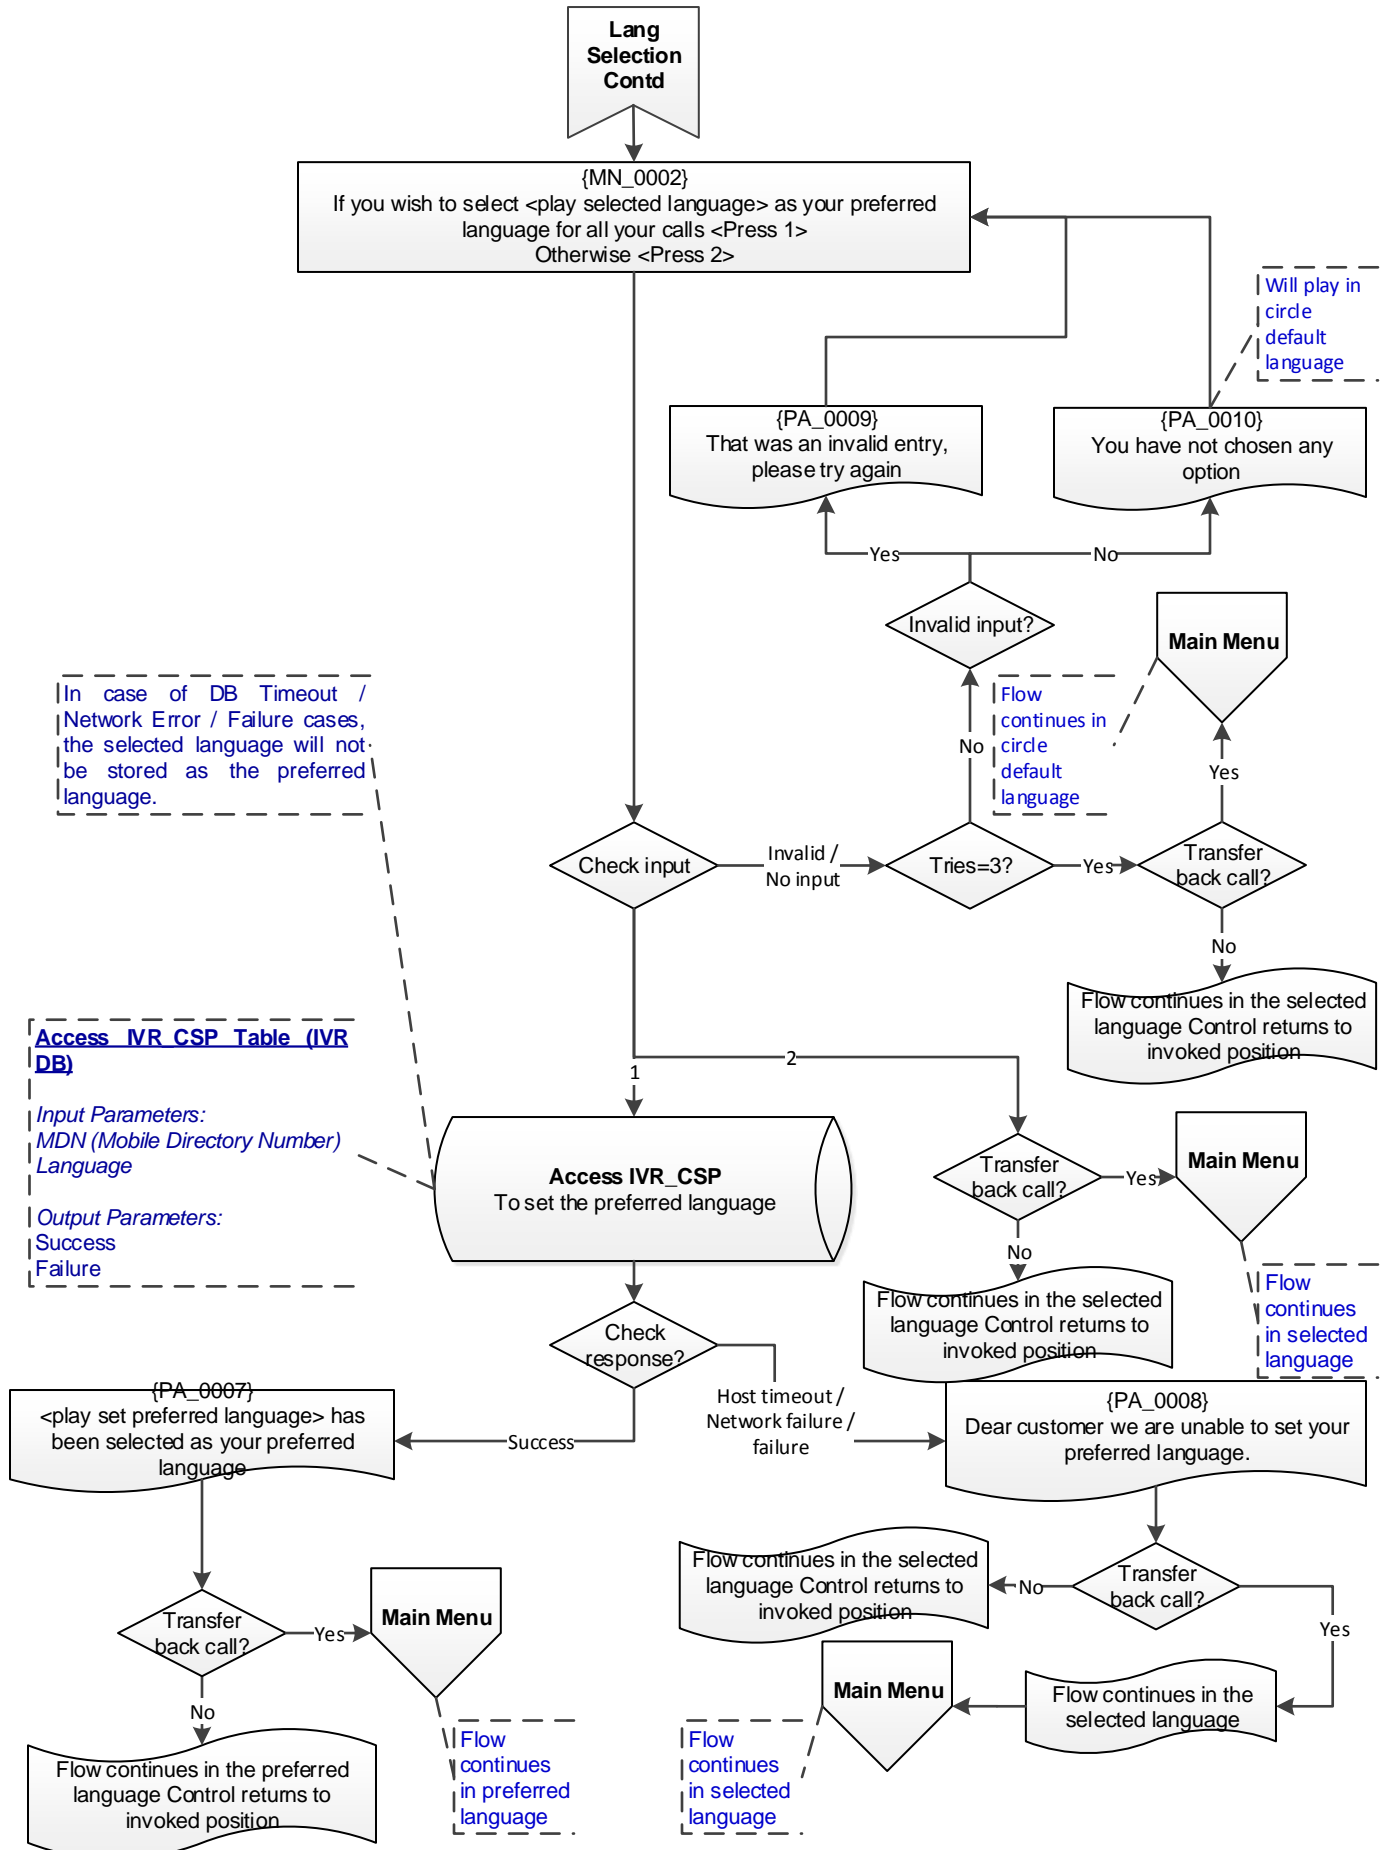 Lang
Selection
Contd
{MN_0002}
If you wish to select <play selected language> as your preferred
language for all your calls <Press 1>
Otherwise <Press 2>
Will play in
circle
default
language
{PA_0009}
That was an invalid entry,
please try again
{PA_0010}
You have not chosen any
option
Yes
No
Invalid input?
Main Menu
In case of DB Timeout /
Network Error / Failure cases,
the selected language will not
be stored as the preferred
language.
Flow
continues in
circle
default
language
No
Yes
Check input
Invalid /
No input
Tries=3?
Yes
Transfer
back call?
No
Flow continues in the selected
language Control returns to
invoked position
Access IVR_CSP Table (IVR
DB)
Input Parameters:
MDN (Mobile Directory Number)
Language
Output Parameters:
Success
Failure
1
2
Access IVR_CSP
To set the preferred language
Transfer
back call?
Yes
Main Menu
No
Flow continues in the selected
language Control returns to
invoked position
Flow
continues
in selected
language
Check
response?
Host timeout /
Network failure /
failure
Success
{PA_0007}
<play set preferred language> has
been selected as your preferred
language
{PA_0008}
Dear customer we are unable to set your
preferred language.
Flow continues in the selected
language Control returns to
invoked position
No
Transfer
back call?
Yes
Transfer
back call?
Yes
Main Menu
No
Main Menu
Flow continues in the
selected language
Flow
continues
in preferred
language
Flow
continues
in selected
language
Flow continues in the preferred
language Control returns to
invoked position